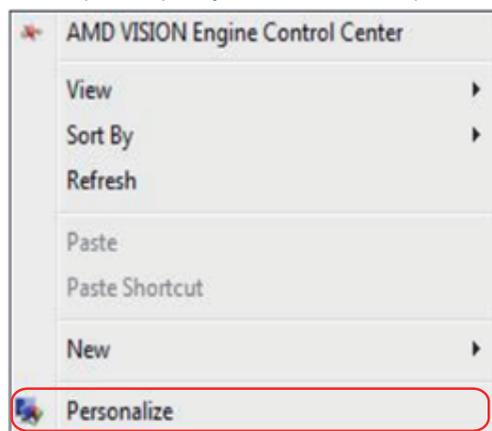 AMD VISION Engine Control Center
View
Sort By
Refresh
Paste
Paste Shortcut
New
Personalize